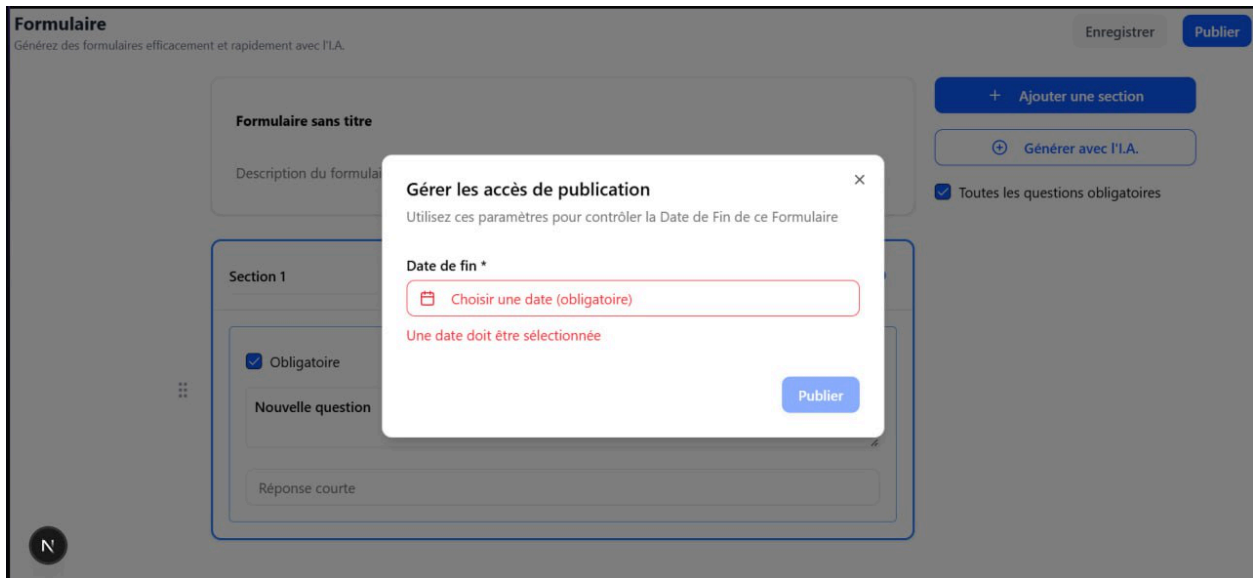 Formulaire
Générez des formulaires efficacement et rapidement avec l'I.A.
Enregistrer
Publier
+ Ajouter une section
Générer avec l'I.A.
Toutes les questions obligatoires
Formulaire sans titre
Description du formulai
Gérer les accès de publication
Utilisez ces paramètres pour contrôler la Date de Fin de ce Formulaire
Date de fin *
Choisir une date (obligatoire)
Une date doit être sélectionnée
Publier
Section 1
Obligatoire
Nouvelle question
Réponse courte
N